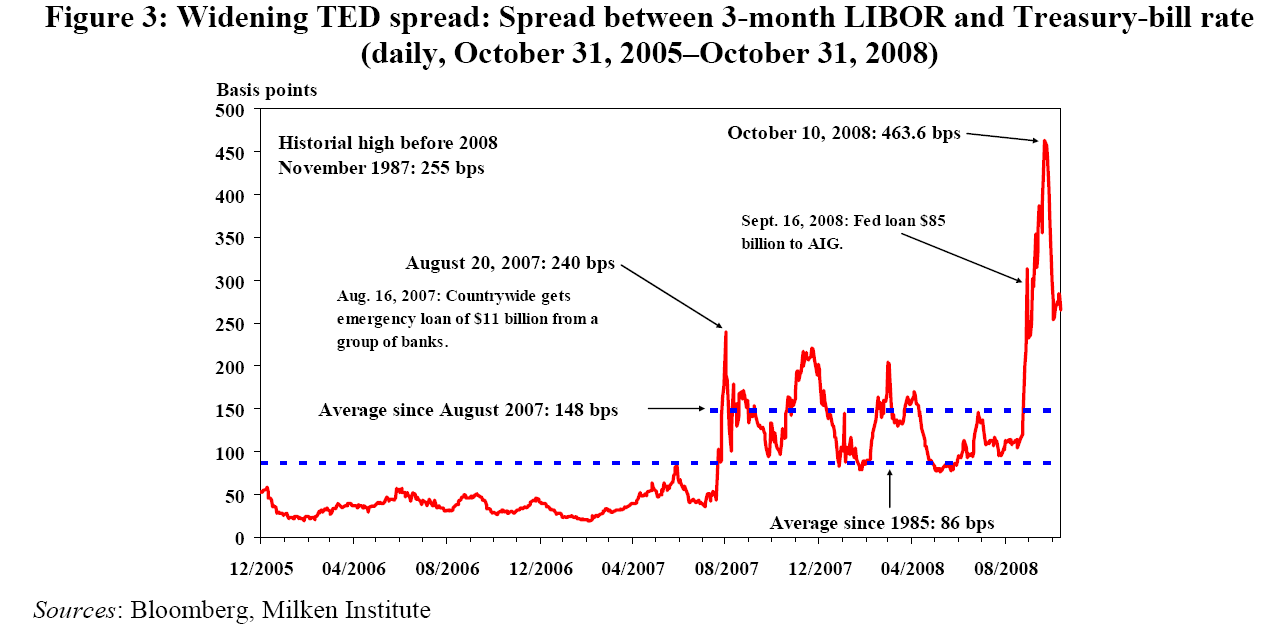 Figure 3: Widening TED spread: Spread between 3-month LIBOR and Treasury-bill rate
(daily, October 31, 2005–October 31, 2008)
Basis points
500
450
400
350
300
250
200
150
100
50
0
Historial high before 2008
November 1987: 255 bps
October 10, 2008: 463.6 bps
Sept. 16, 2008: Fed loan $85
billion to AIG.
August 20, 2007: 240 bps
Aug. 16, 2007: Countrywide gets
emergency loan of $11 billion from a
group of banks.
Average since August 2007: 148 bps
Average since 1985: 86 bps
12/2005 04/2006 08/2006 12/2006 04/2007 08/2007 12/2007 04/2008 08/2008
Sources: Bloomberg, Milken Institute